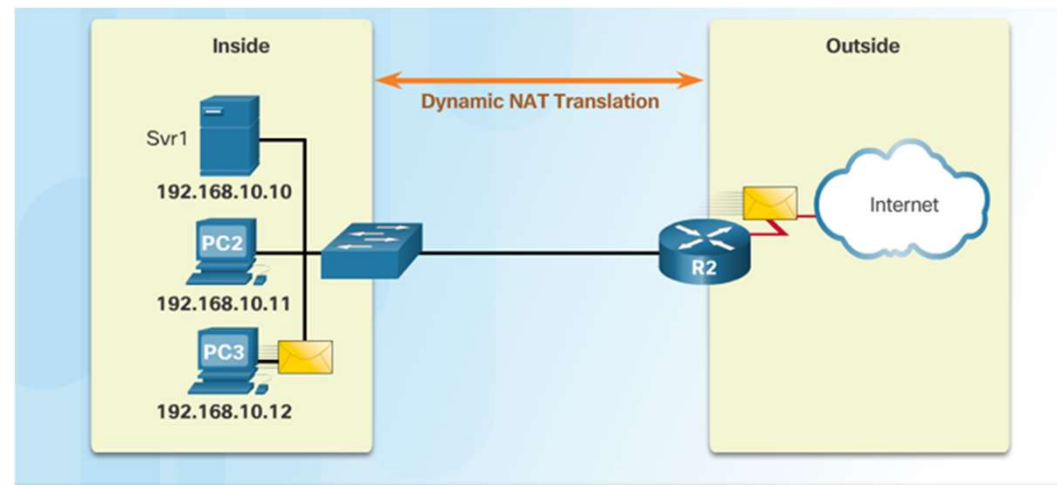 Inside
Outside
Dynamic NAT Translation
Svr1
192.168.10.10
Internet
PC2
R2
192.168.10.11
PC3
192.168.10.12